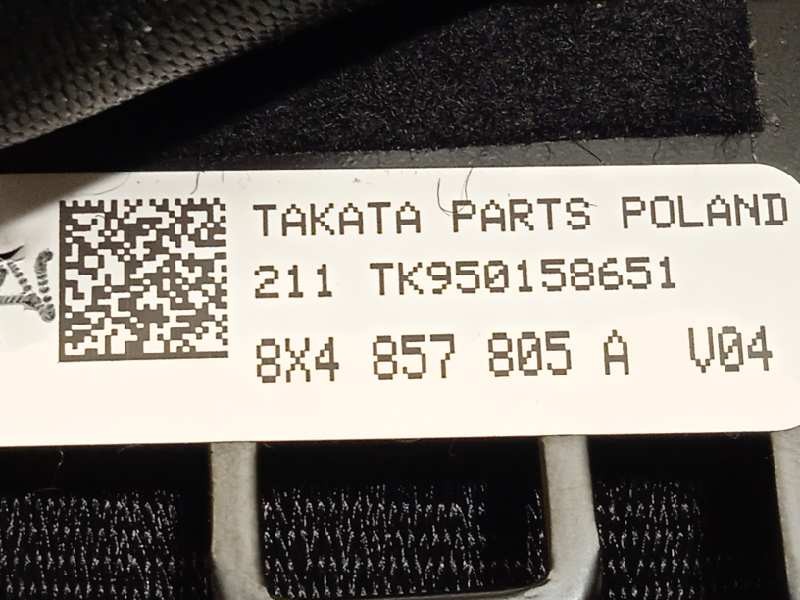 TAKATA PARTS POLAND
211 TK950158651
8X4 857 805 A V04